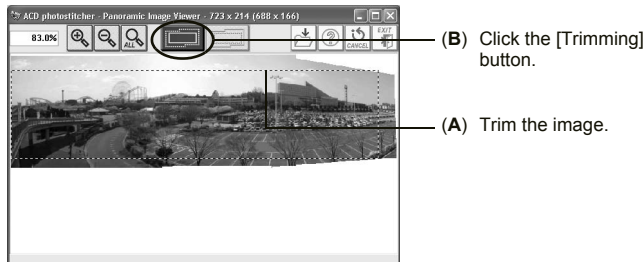 ACD photostitcher - Panoramic Image Viewer - 723 x 214 (688 x 166)
83.0%
ALL
CANCEL
EXIT
(B) Click the [Trimming]
button.
(A) Trim the image.